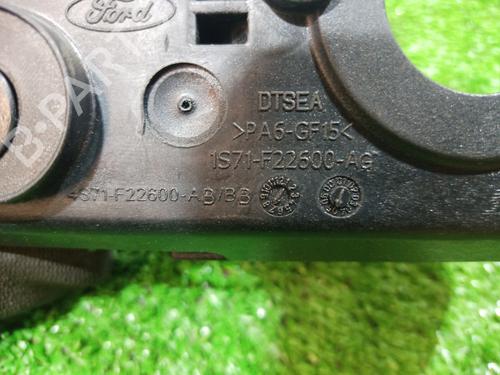 Ford
B-PARTS
DTSEA
>PA6-GF15<
1S71-F22600-AG
4S71-F22600-AB/BB